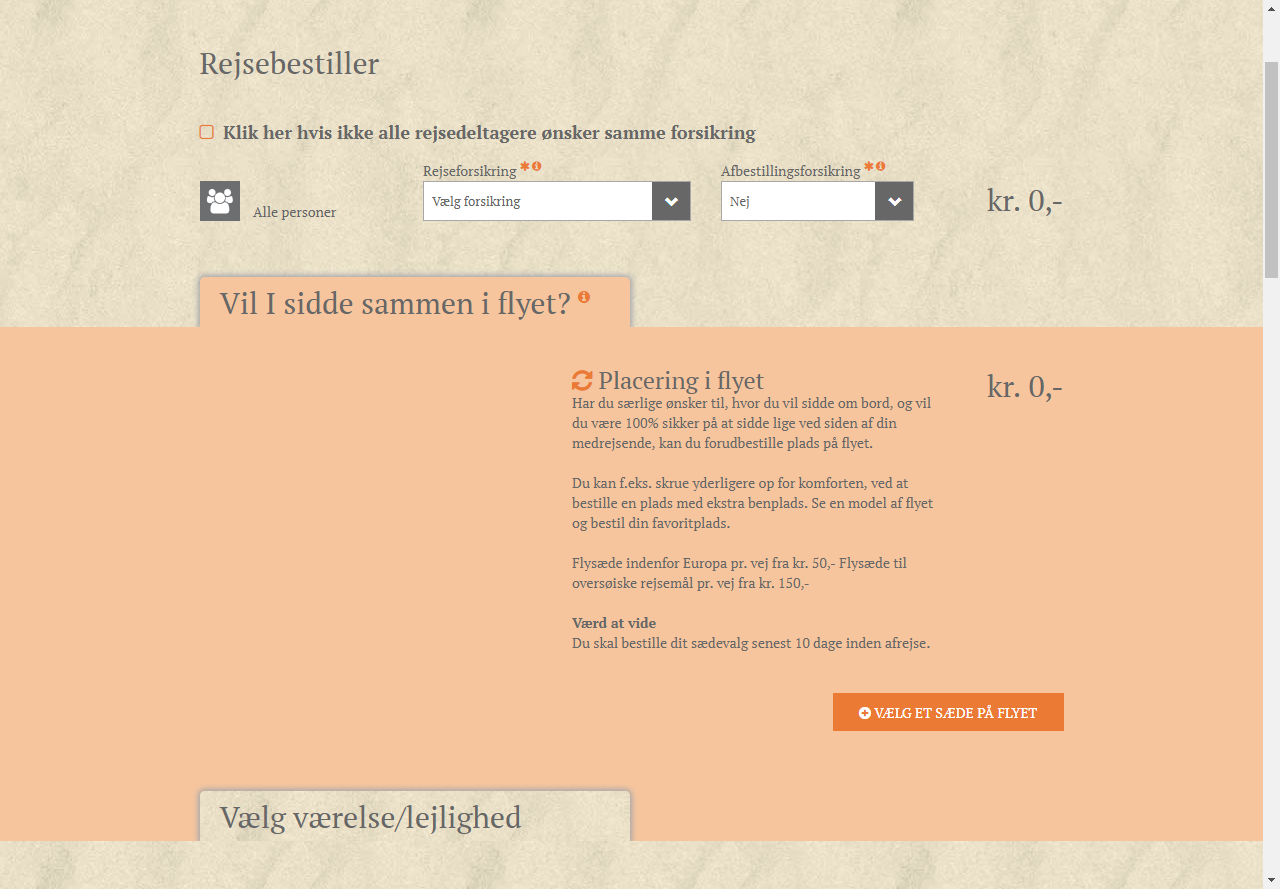 Rejsebestiller
Klik her hvis ikke alle rejsedeltagere ønsker samme forsikring
Rejseforsikring
Afbestillingsforsikring
Alle personer
Vælg forsikring
Nej
kr. 0,-
Vil I sidde sammen i flyet?
Placering i flyet
kr. 0,-
Har du særlige ønsker til, hvor du vil sidde om bord, og vil
du være 100% sikker på at sidde lige ved siden af din
medrejsende, kan du forudbestille plads på flyet.
Du kan f.eks. skrue yderligere op for komforten, ved at
bestille en plads med ekstra benplads. Se en model af flyet
og bestil din favoritplads.
Flysæde indenfor Europa pr. vej fra kr. 50,- Flysæde til
oversøiske rejsemål pr. vej fra kr. 150,-
Værd at vide
Du skal bestille dit sædevalg senest 10 dage inden afrejse.
VÆLG ET SÆDE PÅ FLYET
Vælg værelse/lejlighed